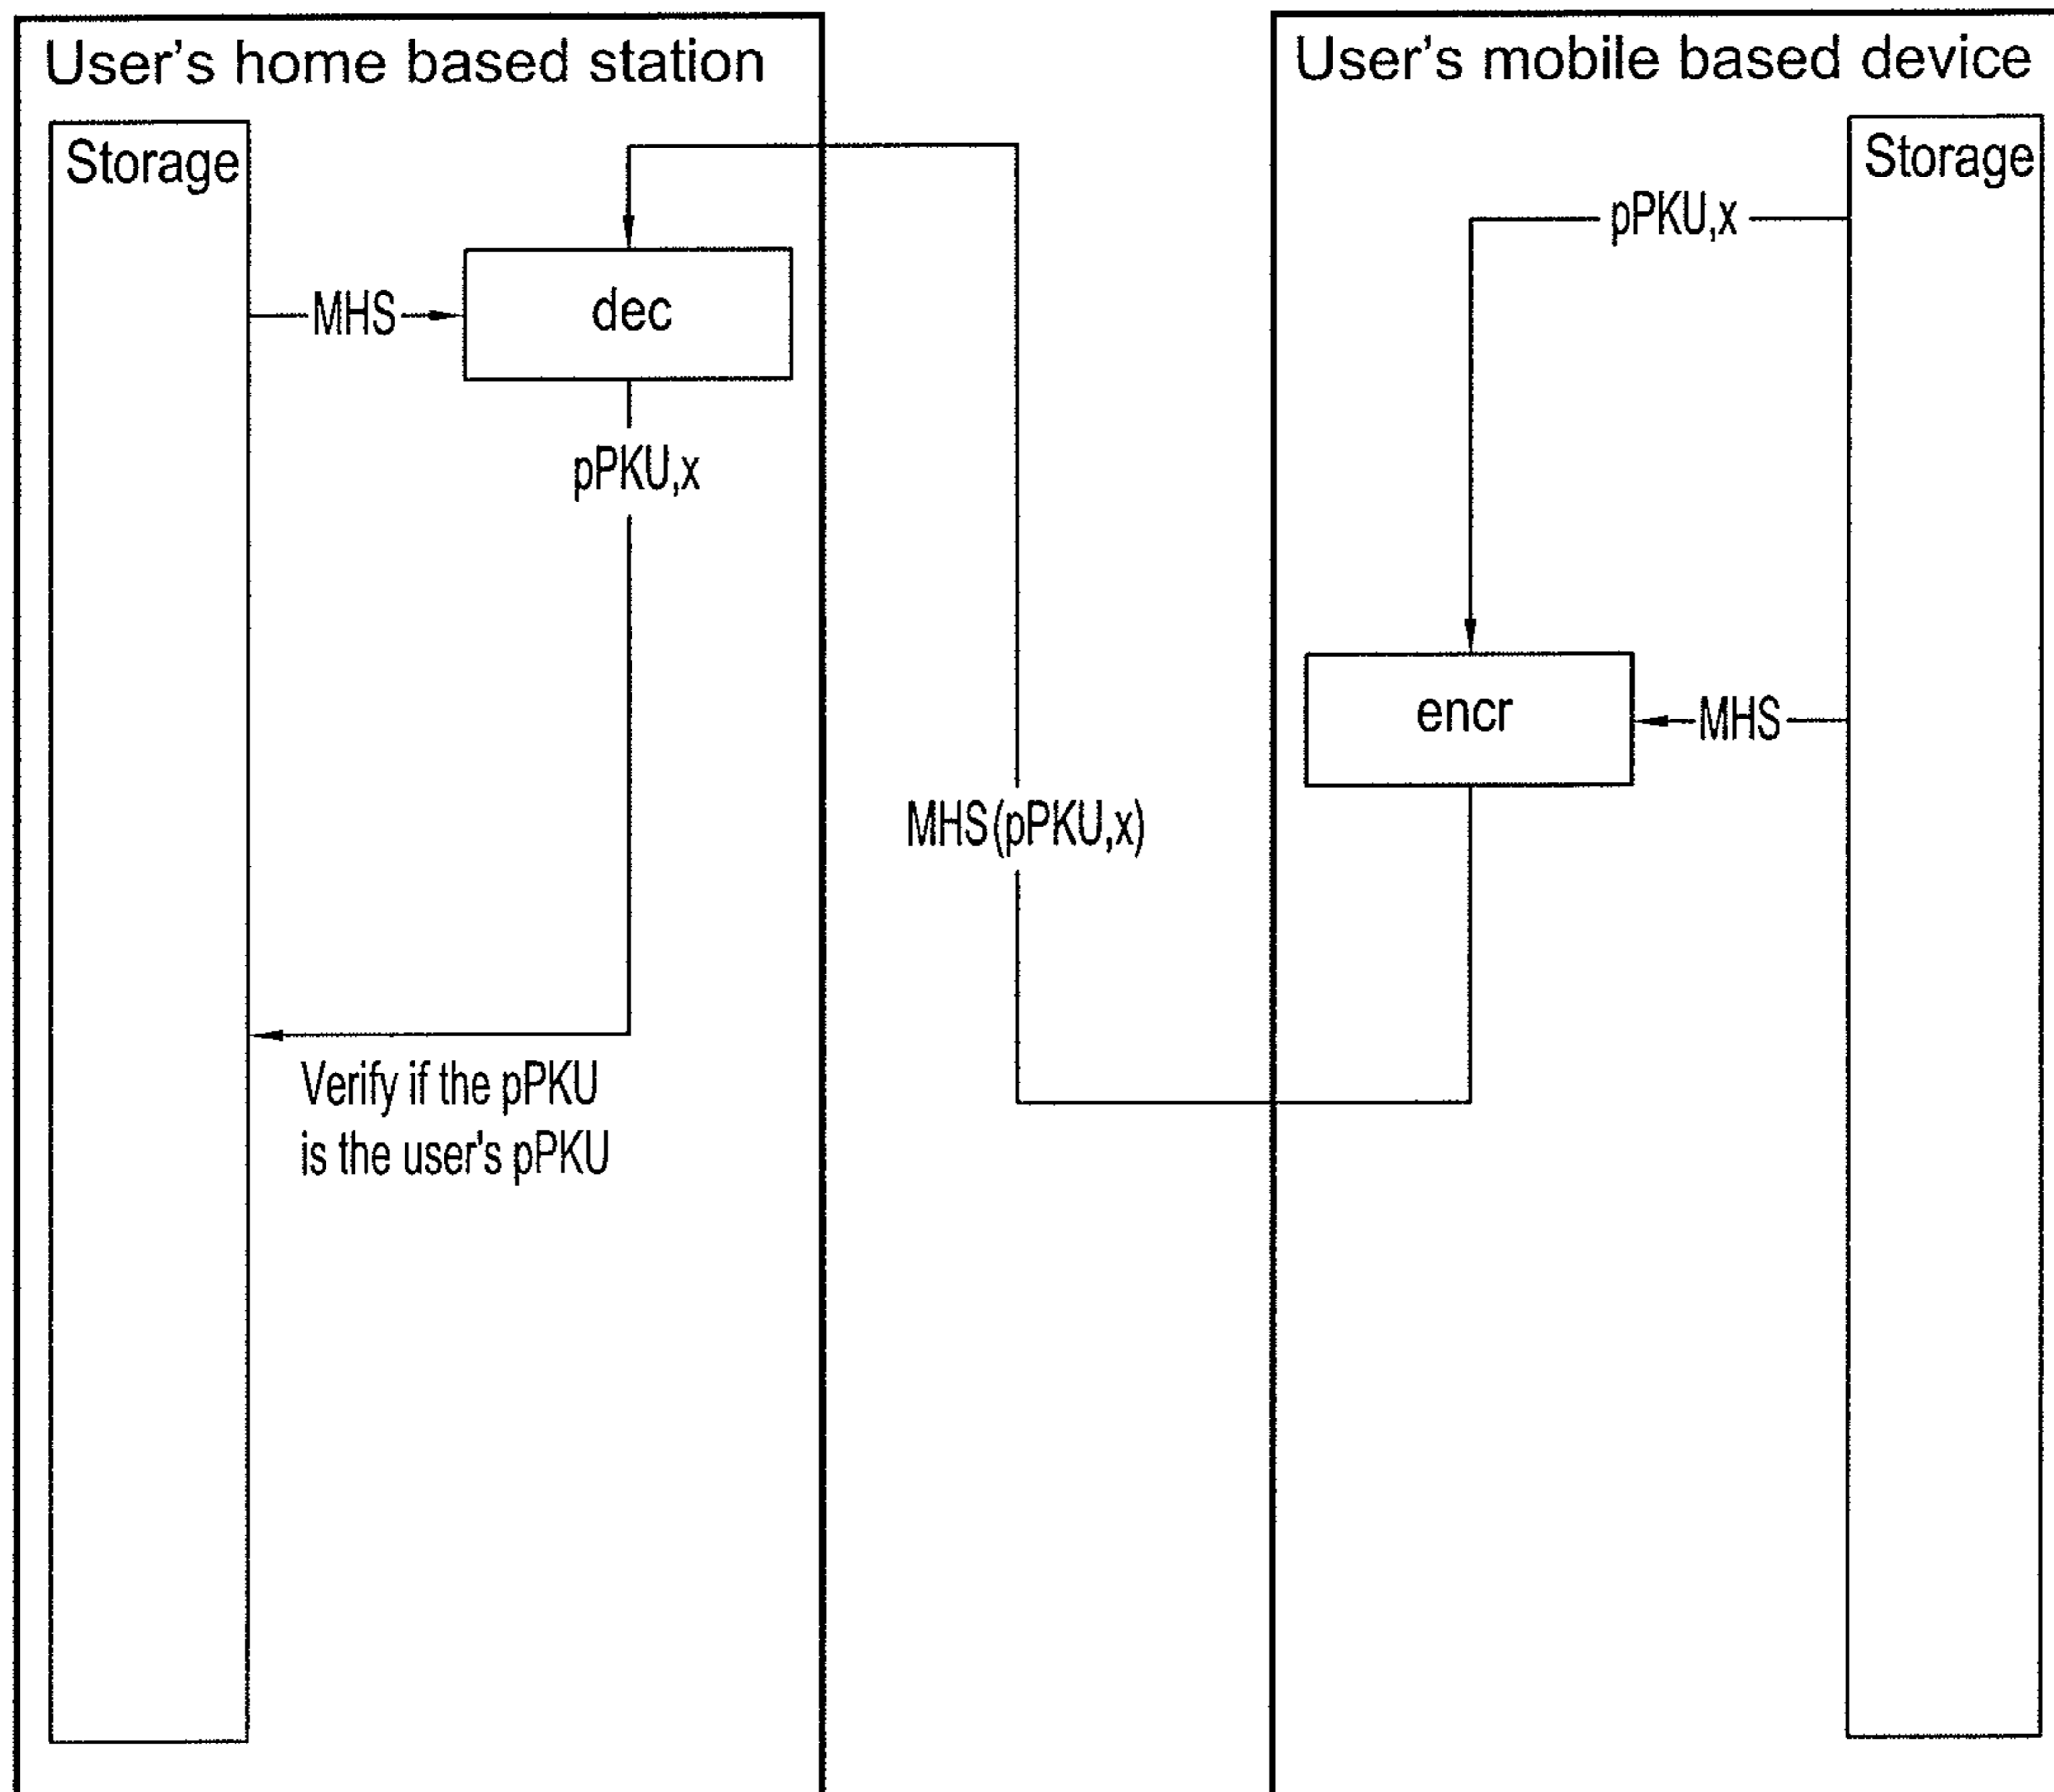 User's home based station
Storage
MHS
dec
pPKU,x
Verify if the pPKU
is the user's pPKU
MHS(pPKU,x)
User's mobile based device
Storage
pPKU,x
encr
MHS